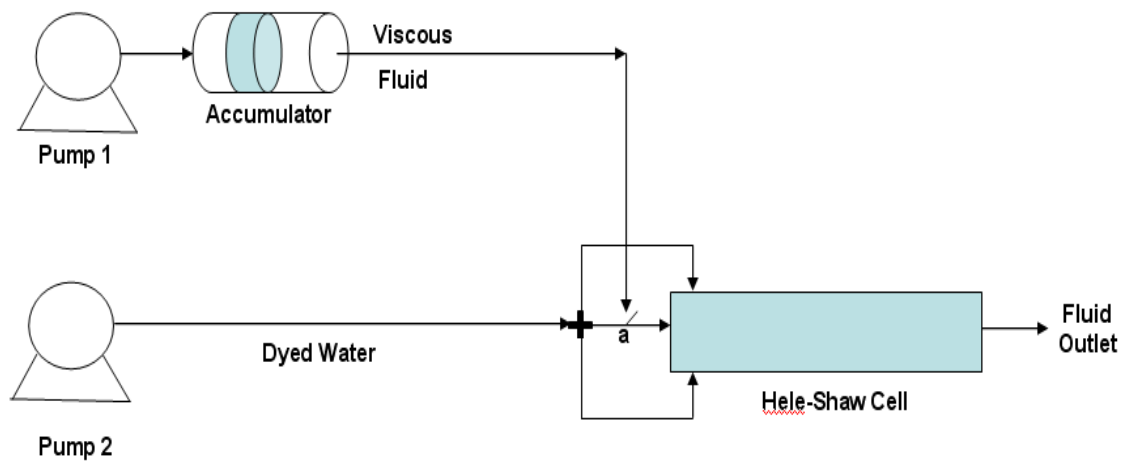 Viscous
Fluid
Accumulator
Pump 1
Dyed Water
a
Fluid
Outlet
Hele-Shaw Cell
Pump 2